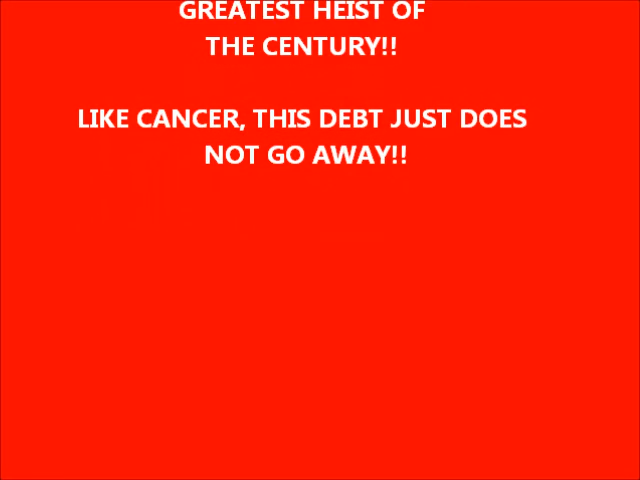 GREATEST HEIST OF
THE CENTURY!!
LIKE CANCER, THIS DEBT JUST DOES
NOT GO AWAY!!